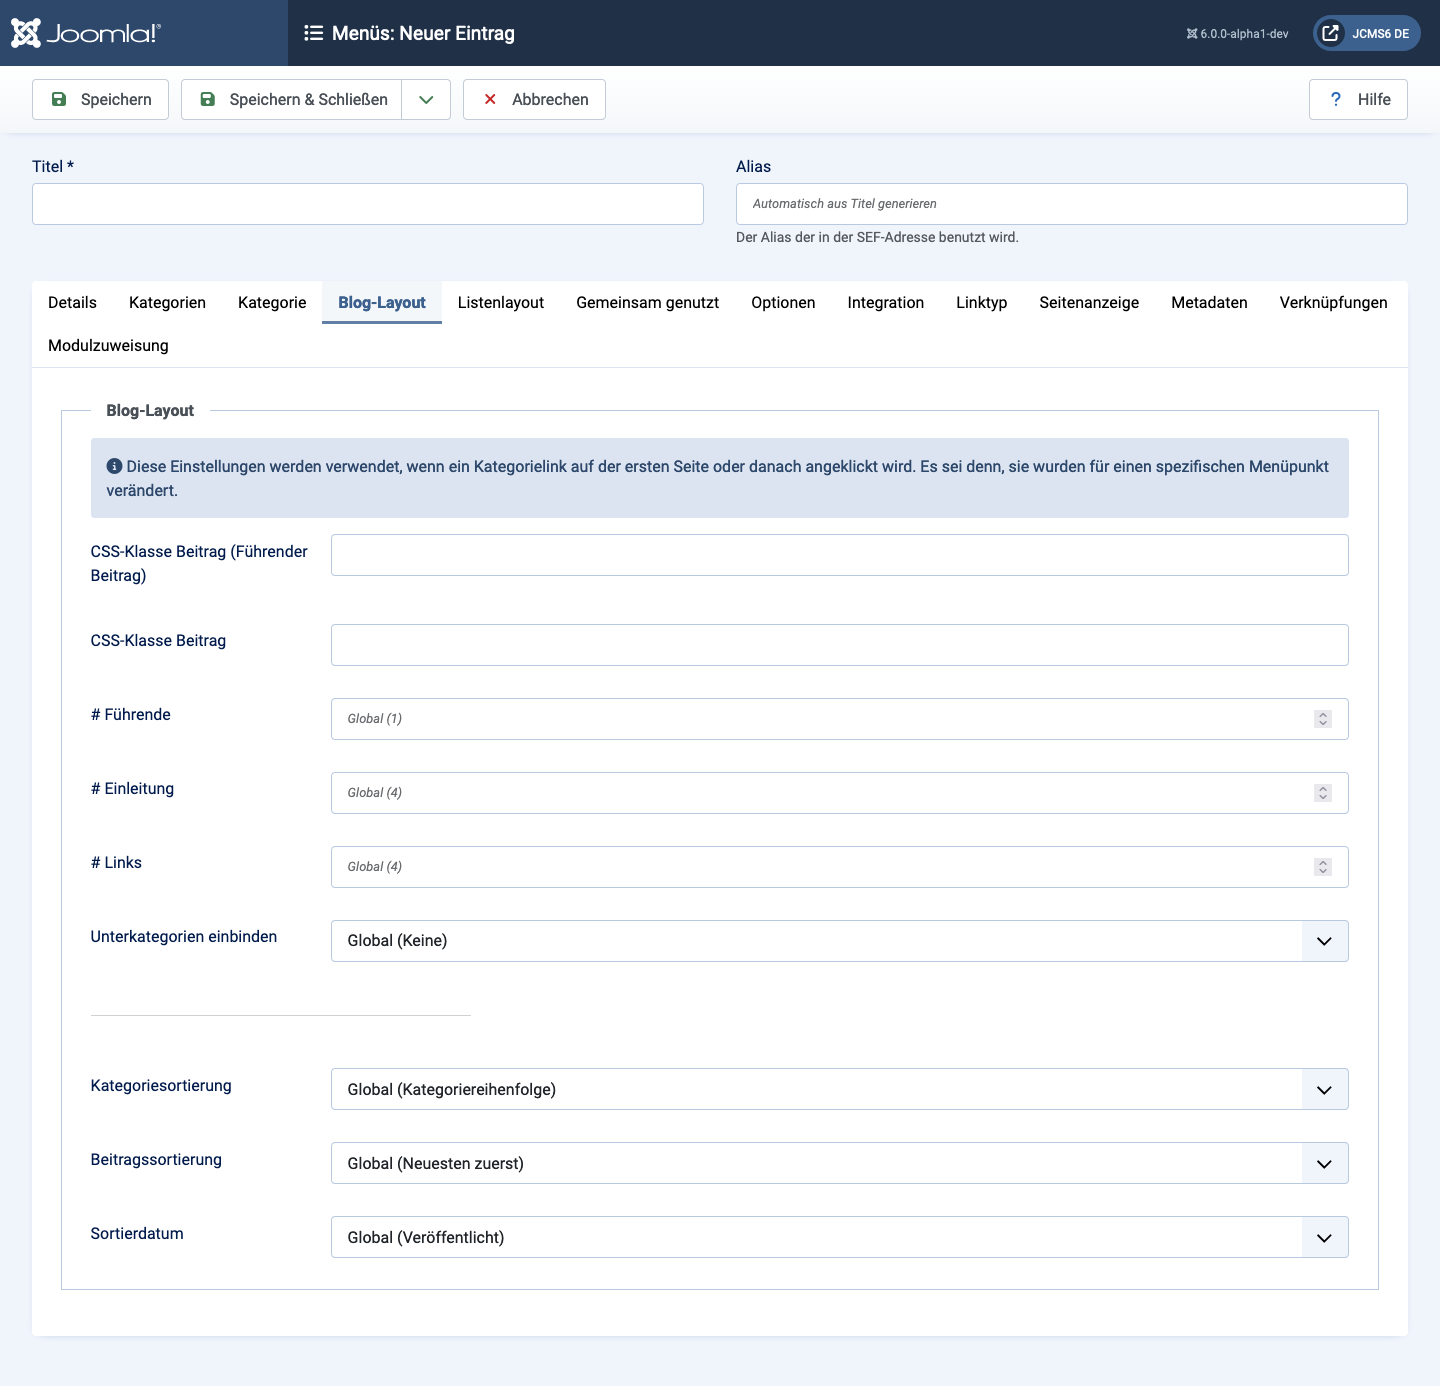 Joomla!®
Menüs: Neuer Eintrag
6.0.0-alpha1-dev
JCMS6 DE
Speichern
Speichern & Schließen
Abbrechen
? Hilfe
Titel *
Alias
Automatisch aus Titel generieren
Der Alias der in der SEF-Adresse benutzt wird.
Details Kategorien Kategorie Blog-Layout Listenlayout Gemeinsam genutzt Optionen Integration Linktyp Seitenanzeige Metadaten Verknüpfungen
Modulzuweisung
Blog-Layout
Diese Einstellungen werden verwendet, wenn ein Kategorielink auf der ersten Seite oder danach angeklickt wird. Es sei denn, sie wurden für einen spezifischen Menüpunkt
verändert.
CSS-Klasse Beitrag (Führender
Beitrag)
CSS-Klasse Beitrag
# Führende
Global (1)
# Einleitung
Global (4)
# Links
Global (4)
Unterkategorien einbinden
Global (Keine)
Kategoriesortierung
Global (Kategoriereihenfolge)
Beitragssortierung
Global (Neuesten zuerst)
Sortierdatum
Global (Veröffentlicht)